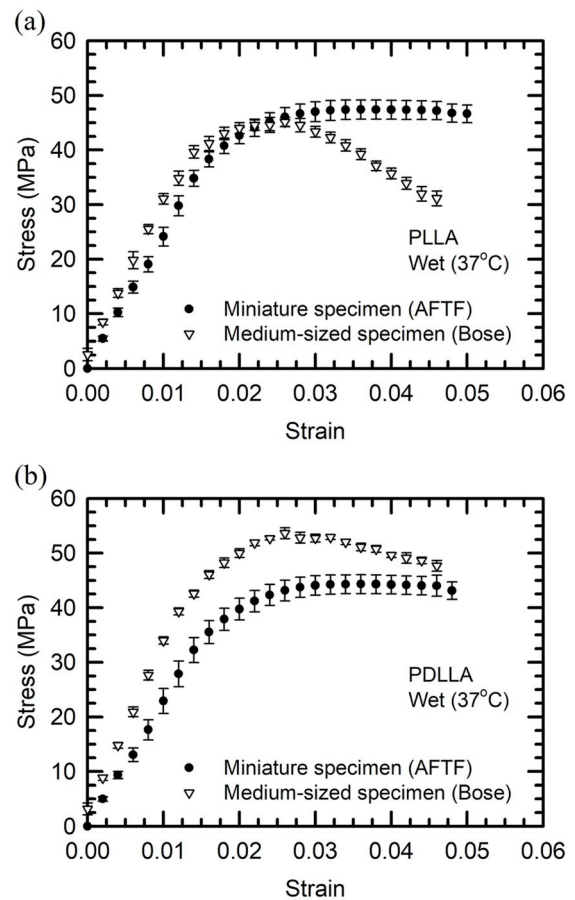 (a)
60
50
40
30
20
10
0
Stress (MPa)
PLLA
Wet (37°C)
Miniature specimen (AFTF)
Medium-sized specimen (Bose)
0.00 0.01 0.02 0.03 0.04 0.05 0.06
Strain
(b)
60
50
40
30
20
10
0
Stress (MPa)
PDLLA
Wet (37°C)
Miniature specimen (AFTF)
Medium-sized specimen (Bose)
0.00 0.01 0.02 0.03 0.04 0.05 0.06
Strain